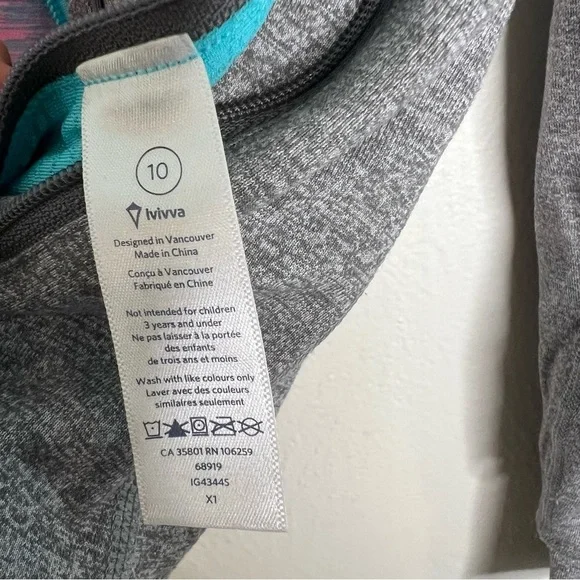 10
ivivva
Designed in Vancouver
Made in China
Conçu à Vancouver
Fabriqué en Chine
Not intended for children
3 years and under
Ne pas laisser à la portée
des enfants
de trois ans et moins
Wash with like colours only
Laver avec des couleurs
similaires seulement
CA 35801 RN 106259
68919
IG4344S
X1